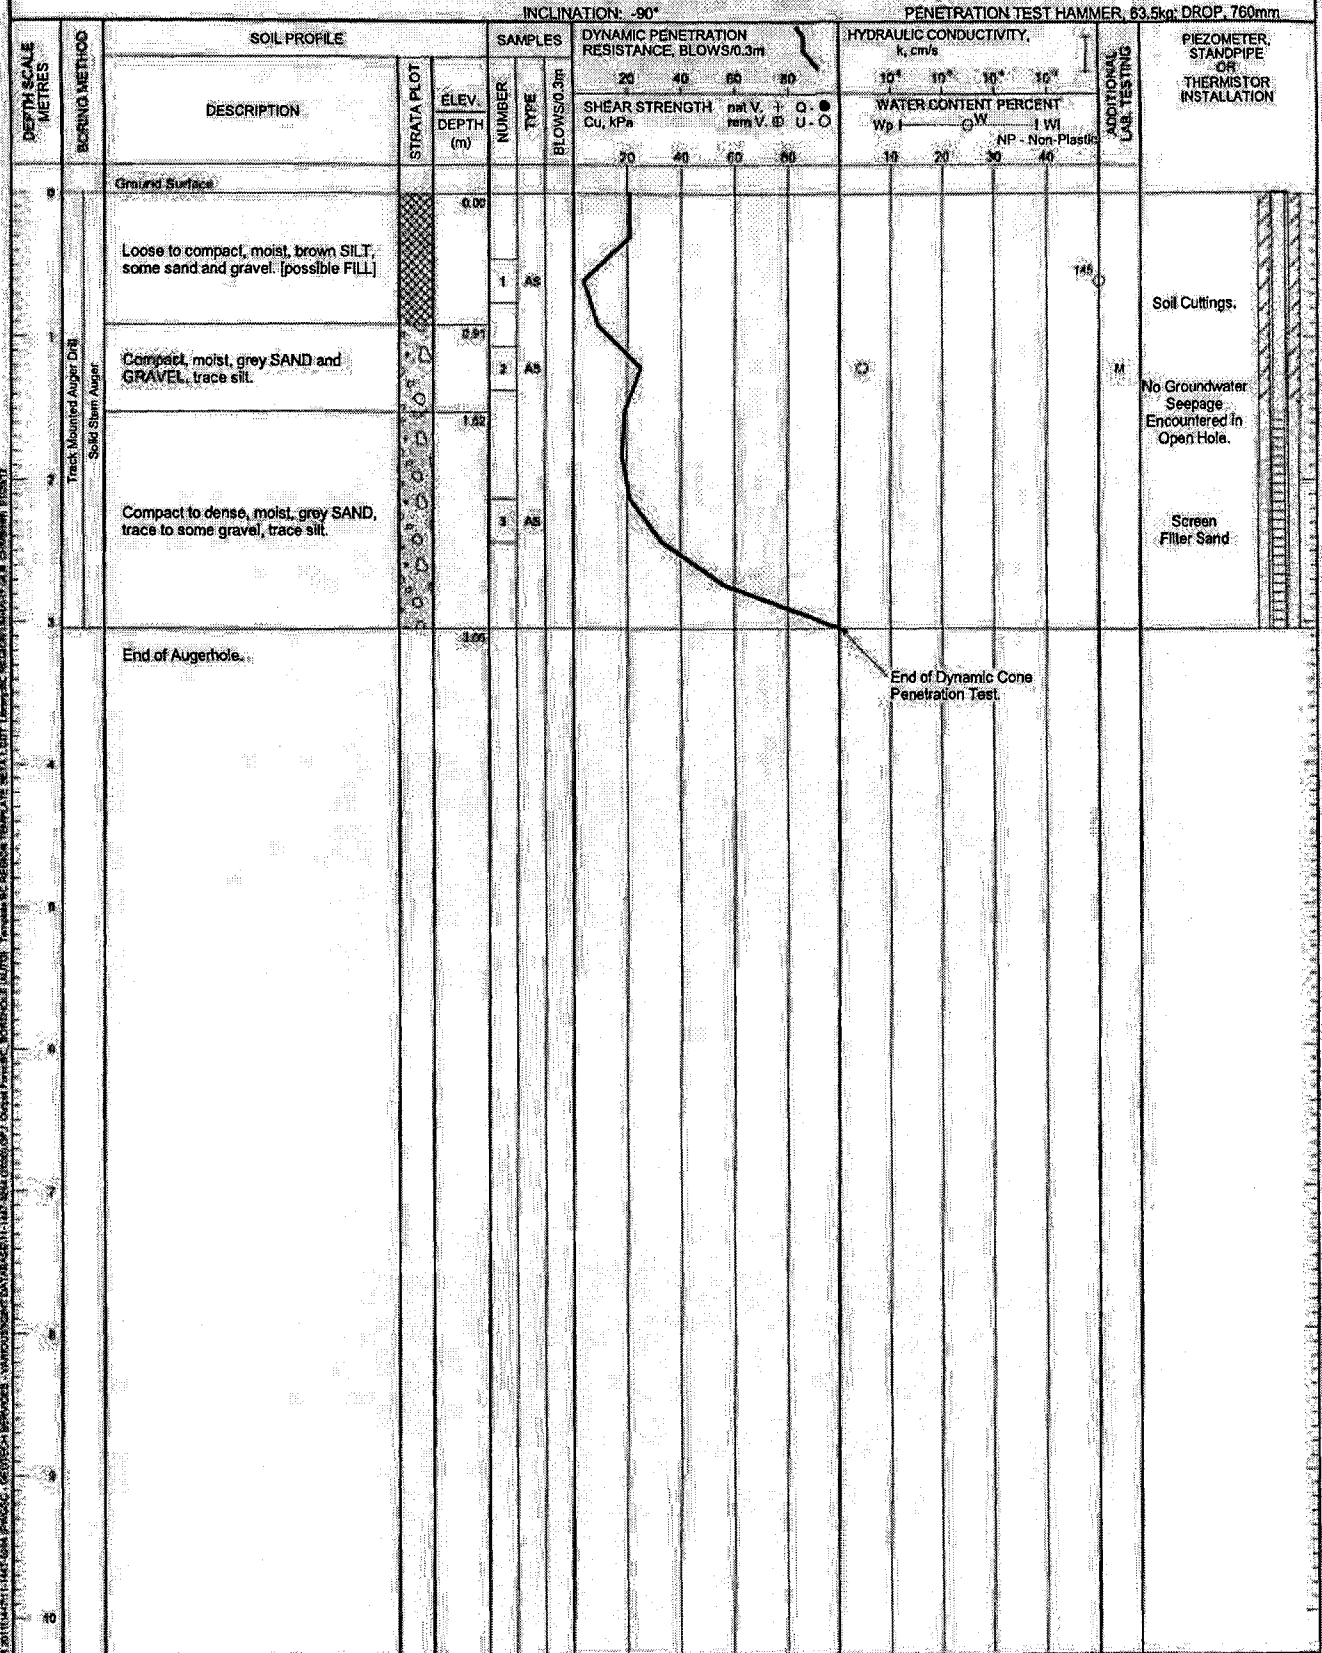 INCLINATION: -90°
PENETRATION TEST HAMMER, 63.5kg; DROP, 760mm
DEPTH SCALE
METRES
BORING METHOD
SOIL PROFILE
DESCRIPTION
STRATA PLOT
ELEV.
DEPTH
(m)
SAMPLES
NUMBER
TYPE
BLOWS/0.3m
DYNAMIC PENETRATION
RESISTANCE, BLOWS/0.3m
20 40 60 80
SHEAR STRENGTH nat V. + Q - ●
Cu, kPa rem V. ⊕ U - O
20 40 60 80
HYDRAULIC CONDUCTIVITY,
k, cm/s
WATER CONTENT PERCENT
Wp W Wl
NP - Non-Plastic
10 20 30 40
ADDITIONAL
LAB. TESTING
PIEZOMETER,
STANDPIPE
OR
THERMISTOR
INSTALLATION
0
Ground Surface
0.00
Track Mounted Auger Drill
Solid Stem Auger
Loose to compact, moist, brown SILT,
some sand and gravel. [possible FILL]
1 AS
145
Soil Cuttings.
0.91
1
Compact, moist, grey SAND and
GRAVEL, trace silt.
2 AS
M
No Groundwater
Seepage
Encountered in
Open Hole.
1.52
2
Compact to dense, moist, grey SAND,
trace to some gravel, trace silt.
3 AS
Screen
Filter Sand
3
3.05
End of Augerhole.
End of Dynamic Cone
Penetration Test.
4
5
6
7
8
9
10